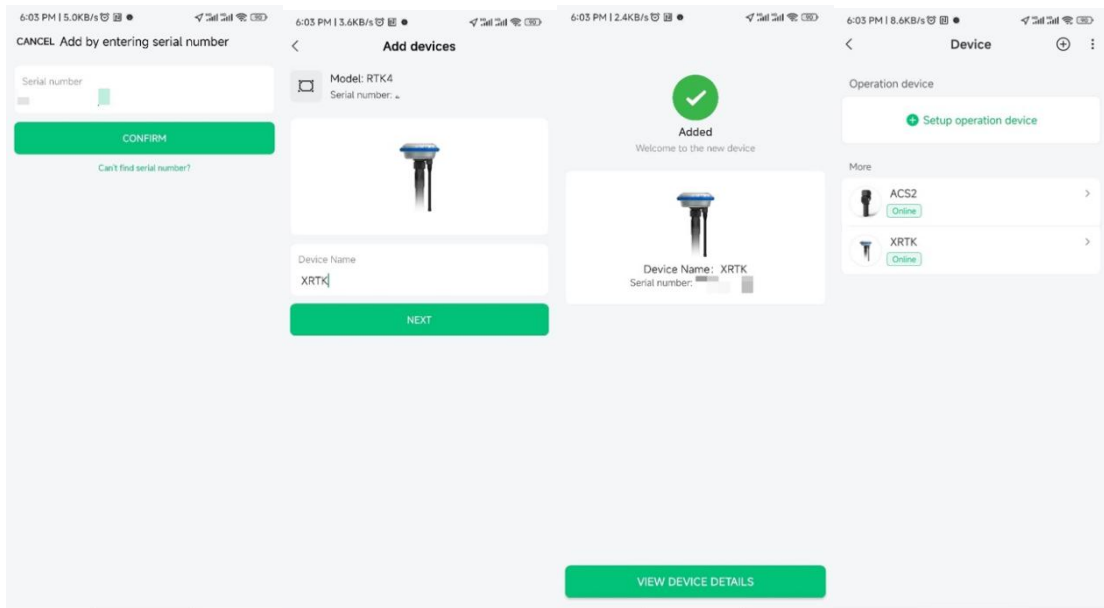 6:03 PM | 5.0KB/s
CANCEL Add by entering serial number
Serial number
CONFIRM
Can't find serial number?
6:03 PM | 3.6KB/s
Add devices
Model: RTK4
Serial number:
Device Name
XRTK
NEXT
6:03 PM | 2.4KB/s
Added
Welcome to the new device
Device Name: XRTK
Serial number:
VIEW DEVICE DETAILS
6:03 PM | 8.6KB/s
Device
Operation device
Setup operation device
More
ACS2
Online
XRTK
Online